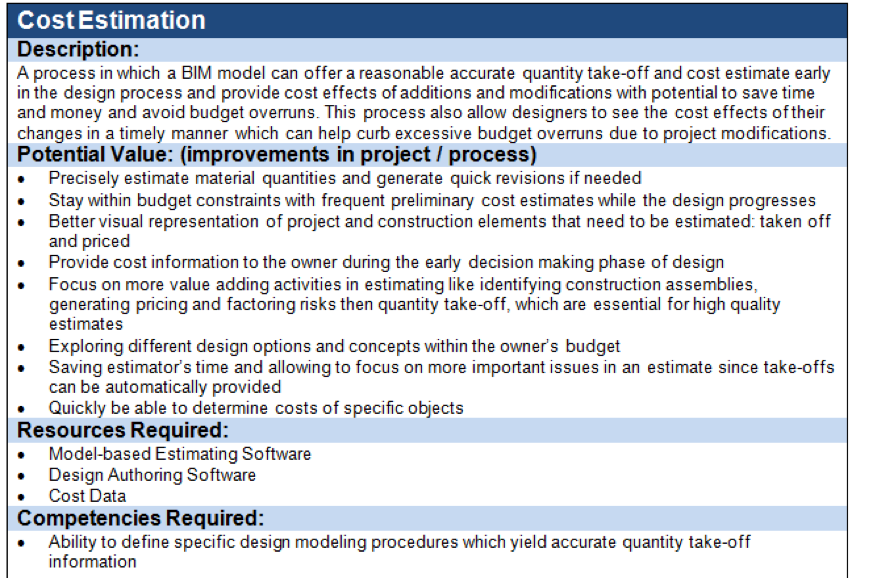 Cost Estimation
Description:
A process in which a BIM model can offer a reasonable accurate quantity take-off and cost estimate early
in the design process and provide cost effects of additions and modifications with potential to save time
and money and avoid budget overruns. This process also allow designers to see the cost effects of their
changes in a timely manner which can help curb excessive budget overruns due to project modifications.
Potential Value: (improvements in project / process)
• Precisely estimate material quantities and generate quick revisions if needed
• Stay within budget constraints with frequent preliminary cost estimates while the design progresses
• Better visual representation of project and construction elements that need to be estimated: taken off
and priced
• Provide cost information to the owner during the early decision making phase of design
• Focus on more value adding activities in estimating like identifying construction assemblies,
generating pricing and factoring risks then quantity take-off, which are essential for high quality
estimates
• Exploring different design options and concepts within the owner's budget
• Saving estimator's time and allowing to focus on more important issues in an estimate since take-offs
can be automatically provided
• Quickly be able to determine costs of specific objects
Resources Required:
• Model-based Estimating Software
• Design Authoring Software
• Cost Data
Competencies Required:
• Ability to define specific design modeling procedures which yield accurate quantity take-off
information